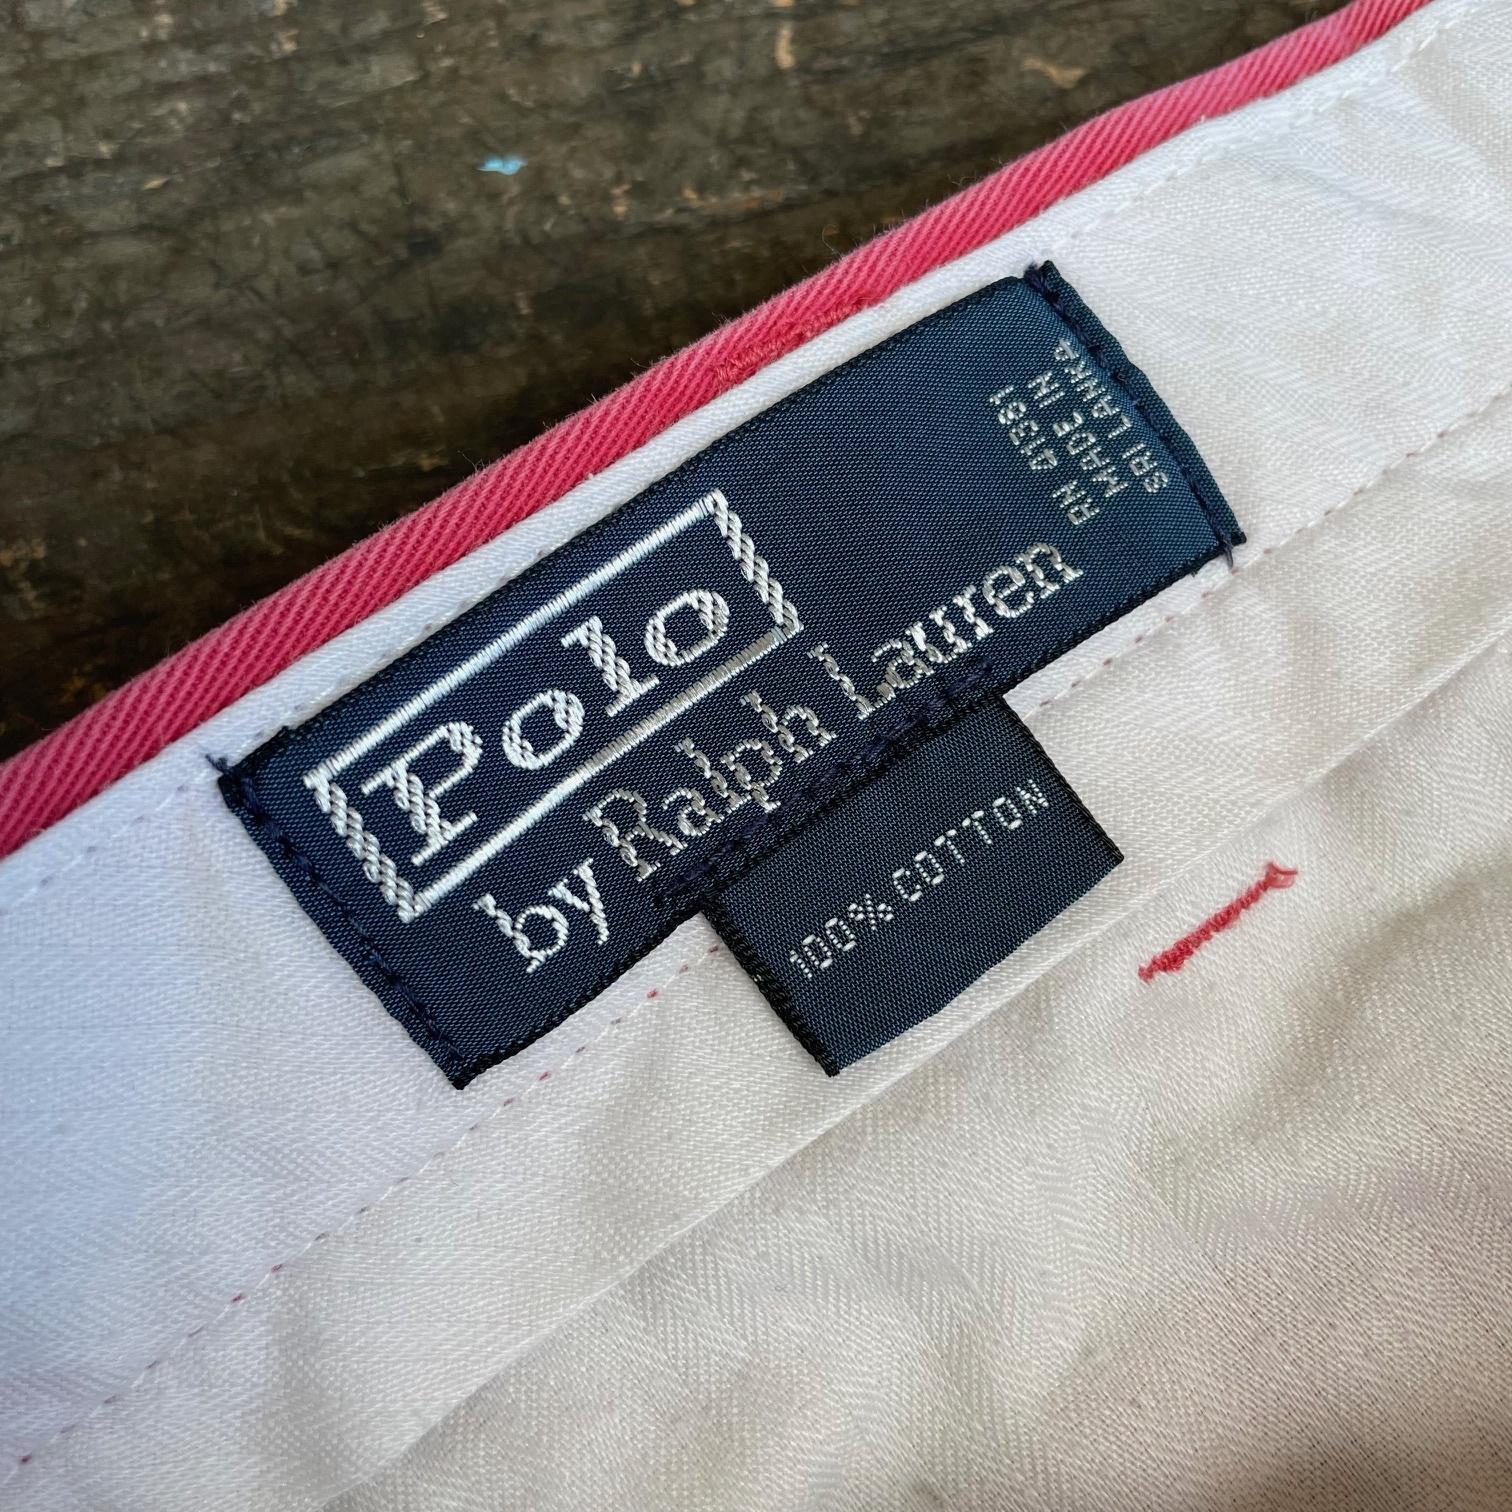 Polo
by Ralph Lauren
RN 41381
MADE IN
SRI LANKA
100% COTTON